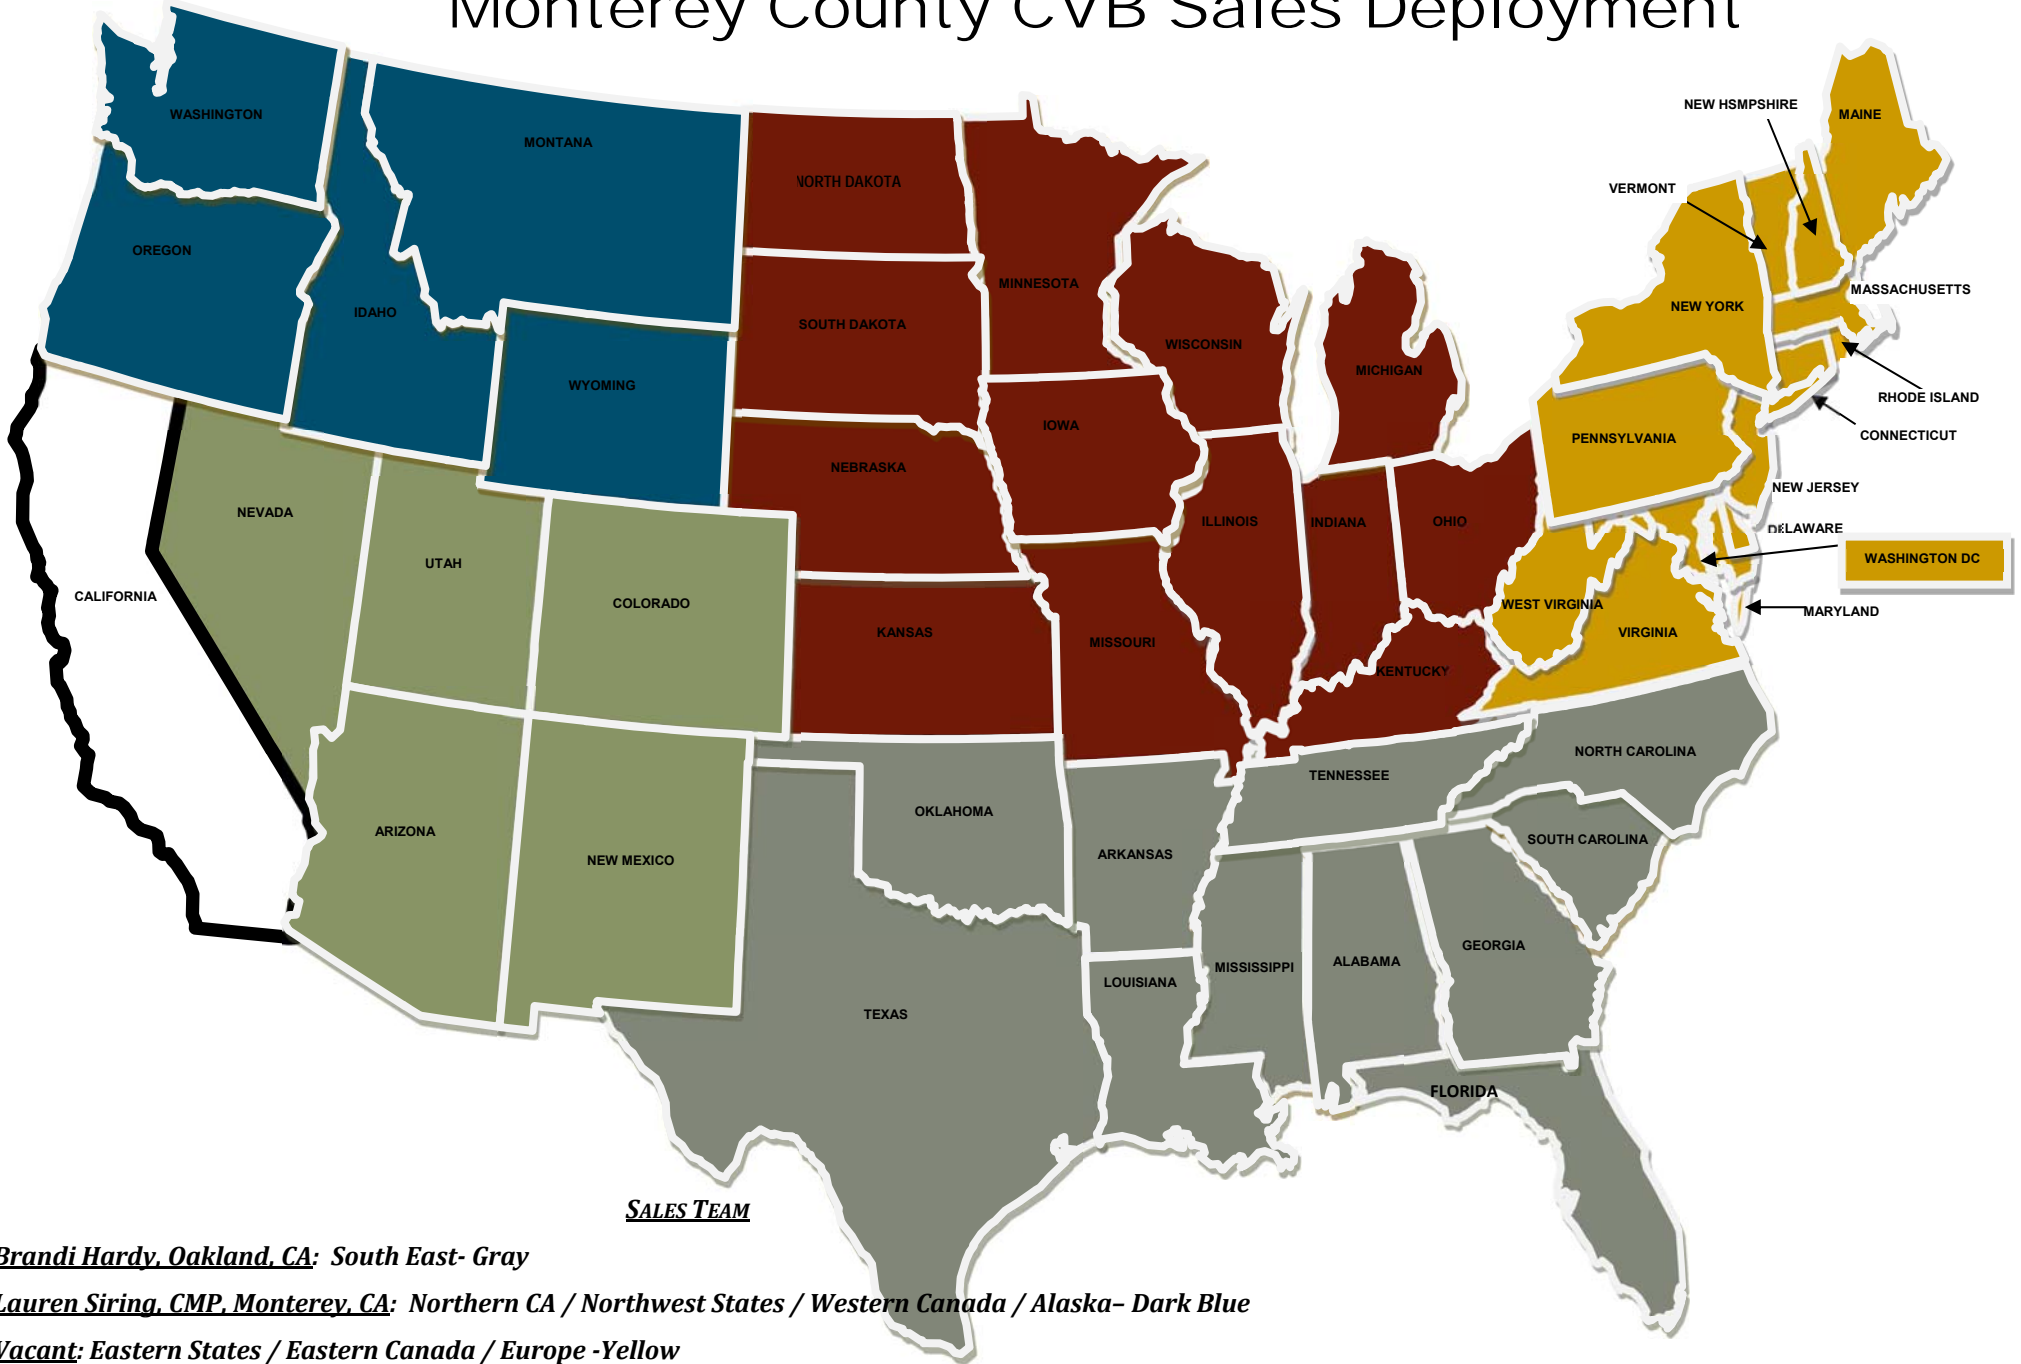 Monterey County CVB Sales Deployment
WASHINGTON
MONTANA
NORTH DAKOTA
NEW HSMPSHIRE
MAINE
VERMONT
OREGON
IDAHO
MINNESOTA
MASSACHUSETTS
SOUTH DAKOTA
NEW YORK
WISCONSIN
WYOMING
MICHIGAN
RHODE ISLAND
IOWA
CONNECTICUT
PENNSYLVANIA
NEBRASKA
NEW JERSEY
NEVADA
ILLINOIS
INDIANA
OHIO
DELAWARE
UTAH
WASHINGTON DC
CALIFORNIA
COLORADO
WEST VIRGINIA
MARYLAND
KANSAS
VIRGINIA
MISSOURI
KENTUCKY
NORTH CAROLINA
TENNESSEE
OKLAHOMA
ARIZONA
SOUTH CAROLINA
NEW MEXICO
ARKANSAS
GEORGIA
ALABAMA
MISSISSIPPI
LOUISIANA
TEXAS
FLORIDA
SALES TEAM
Brandi Hardy, Oakland, CA: South East- Gray
Lauren Siring, CMP, Monterey, CA: Northern CA / Northwest States / Western Canada / Alaska– Dark Blue
Vacant: Eastern States / Eastern Canada / Europe -Yellow